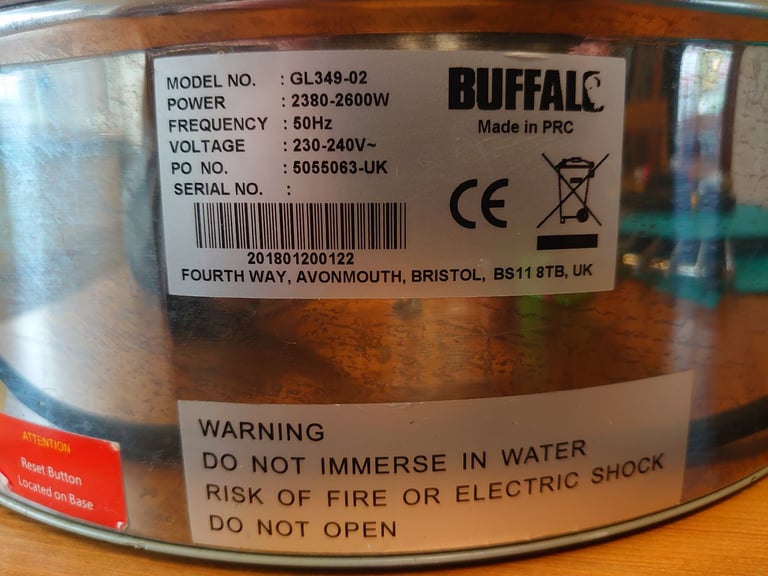 MODEL NO. : GL349-02
POWER : 2380-2600W
FREQUENCY : 50Hz
VOLTAGE : 230-240V~
PO NO. : 5055063-UK
SERIAL NO. :
201801200122
FOURTH WAY, AVONMOUTH, BRISTOL, BS11 8TB, UK
BUFFALO
Made in PRC
CE
ATTENTION
Reset Button
Located on Base
WARNING
DO NOT IMMERSE IN WATER
RISK OF FIRE OR ELECTRIC SHOCK
DO NOT OPEN